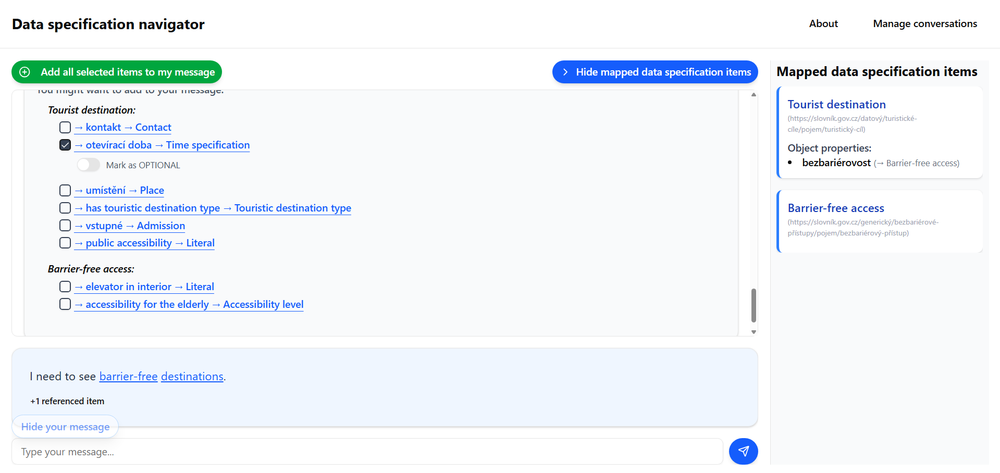 Data specification navigator
About
Manage conversations
Add all selected items to my message
Hide mapped data specification items
You might want to add to your message.
Tourist destination:
→ kontakt → Contact
→ otevírací doba → Time specification
Mark as OPTIONAL
→ umístění → Place
→ has touristic destination type → Touristic destination type
→ vstupné → Admission
→ public accessibility → Literal
Barrier-free access:
→ elevator in interior → Literal
→ accessibility for the elderly → Accessibility level
I need to see barrier-free destinations.
+1 referenced item
Hide your message
Type your message...
Mapped data specification items
Tourist destination
(https://slovník.gov.cz/datový/turistické-
cíle/pojem/turistický-cíl)
Object properties:
• bezbariérovost (→ Barrier-free access)
Barrier-free access
(https://slovník.gov.cz/generický/bezbariérové-
přístupy/pojem/bezbariérový-přístup)